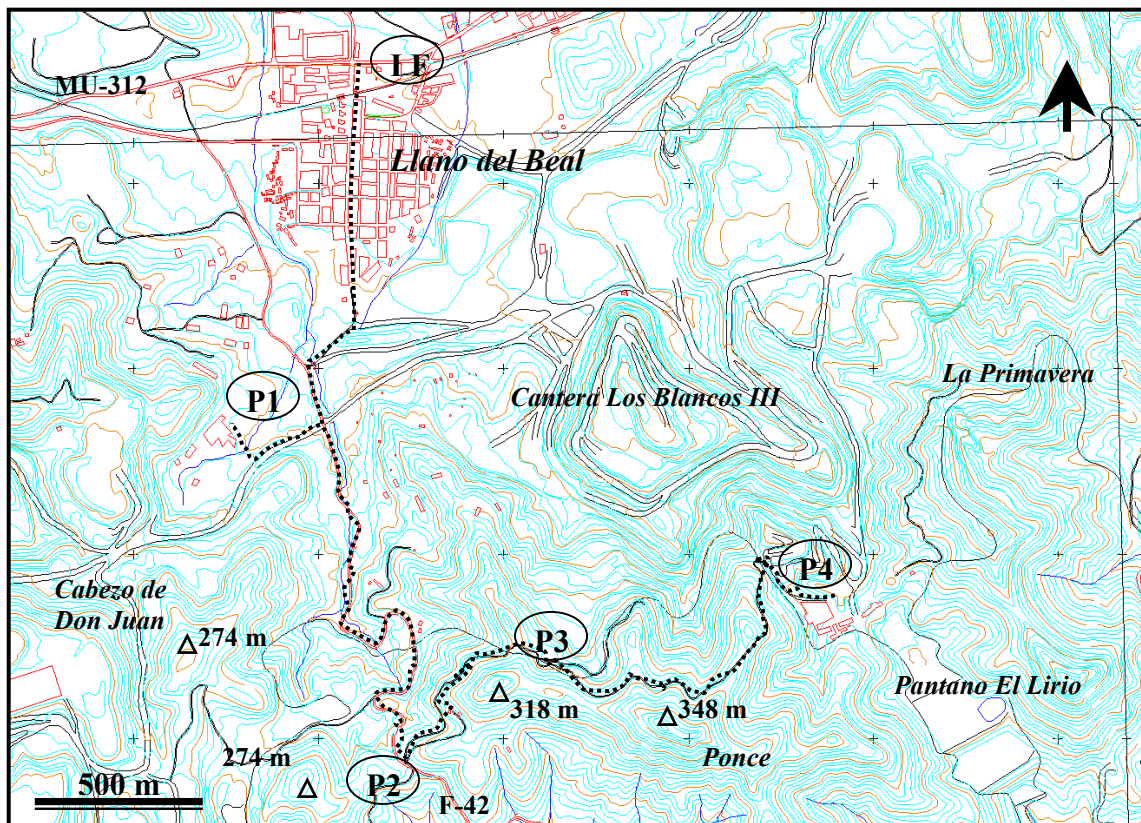 I-F
MU-312
Llano del Beal
P1
Cantera Los Blancos III
La Primavera
P4
Cabezo de
Don Juan
274 m
P3
318 m
348 m
Pantano El Lirio
Ponce
274 m
P2
500 m
F-42